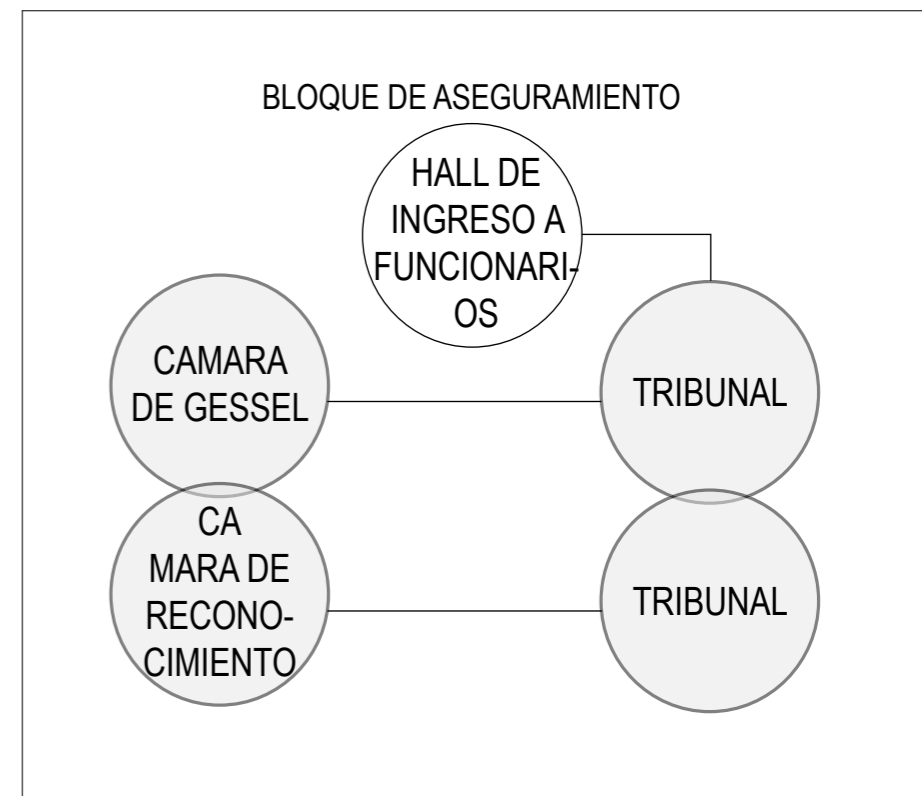 BLOQUE DE ASEGURAMIENTO
HALL DE
INGRESO A
FUNCIONARI-
OS
CAMARA
DE GESSEL
TRIBUNAL
CA
MARA DE
RECONO-
CIMIENTO
TRIBUNAL